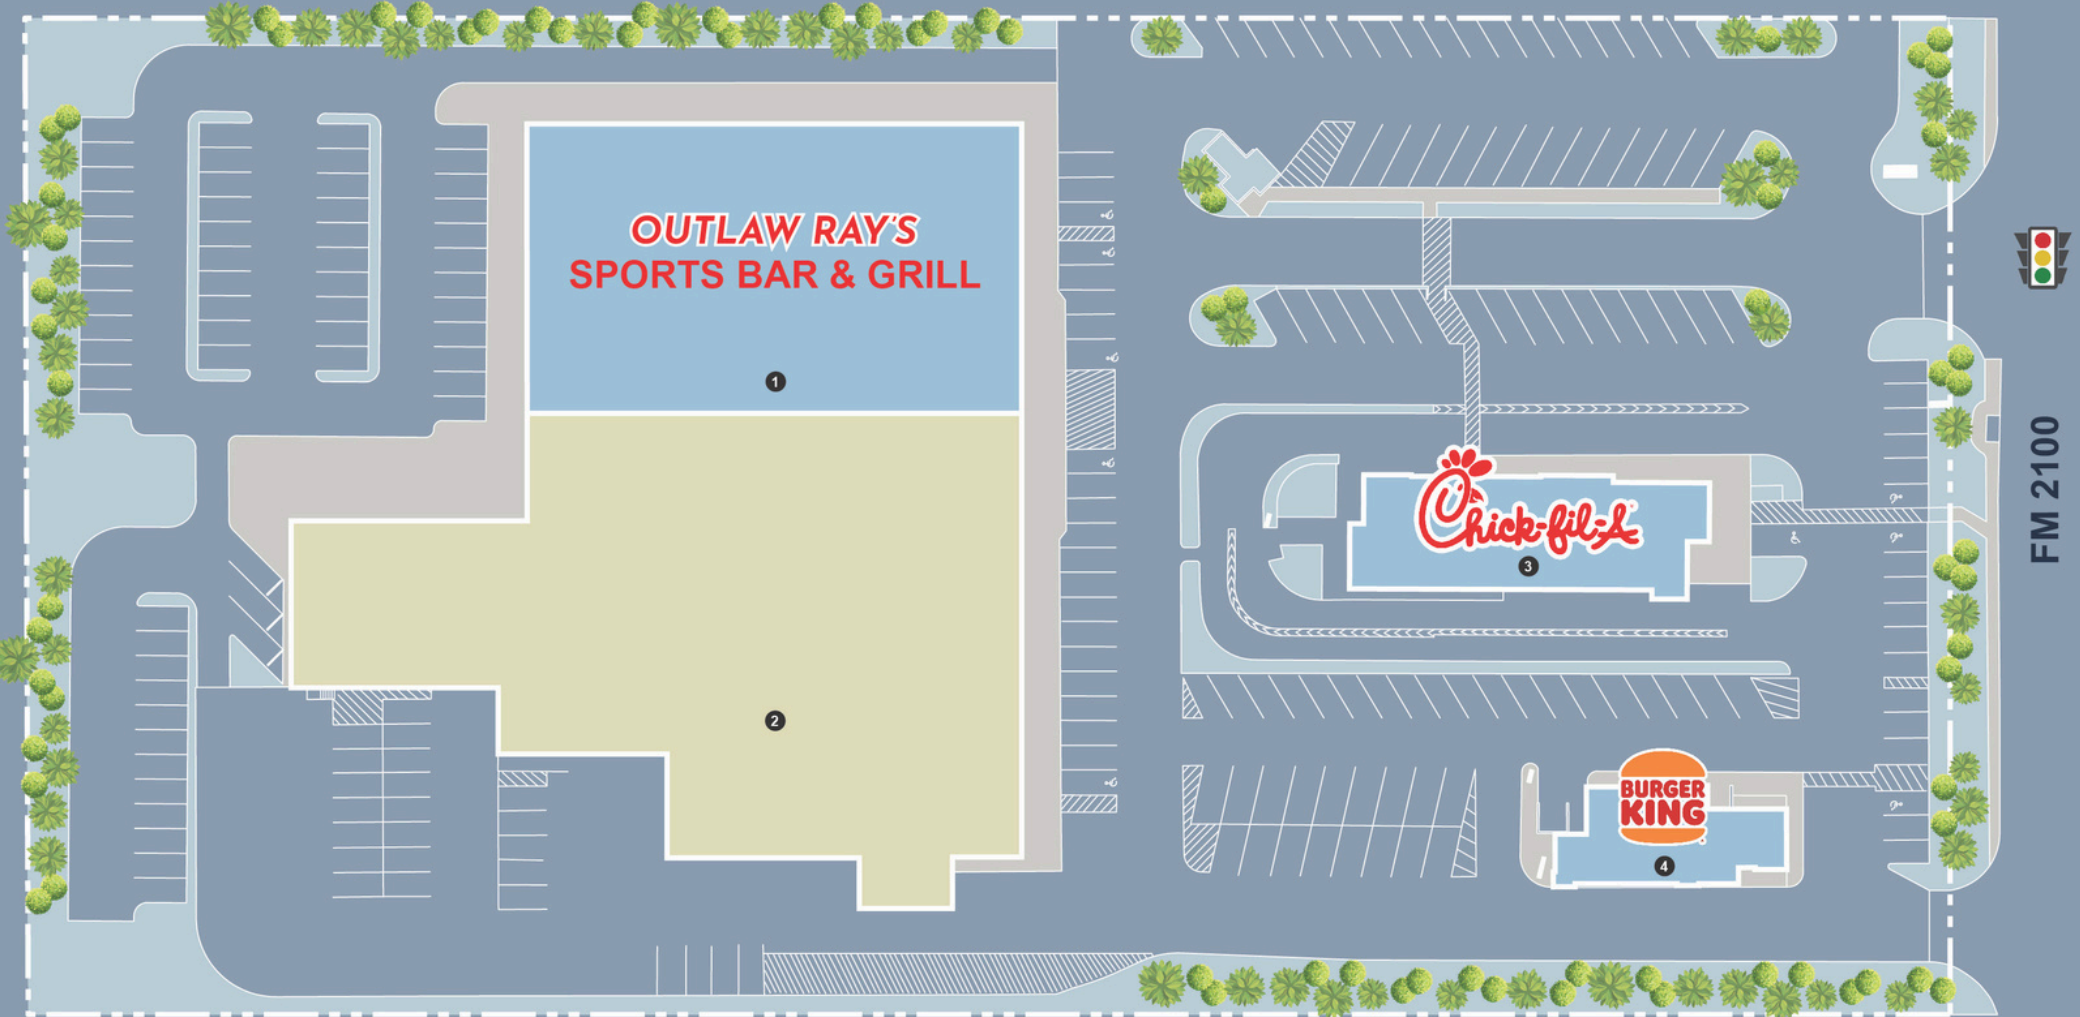 OUTLAW RAY'S
SPORTS BAR & GRILL
1
2
Chick-fil-A
3
BURGER
KING
4
FM 2100